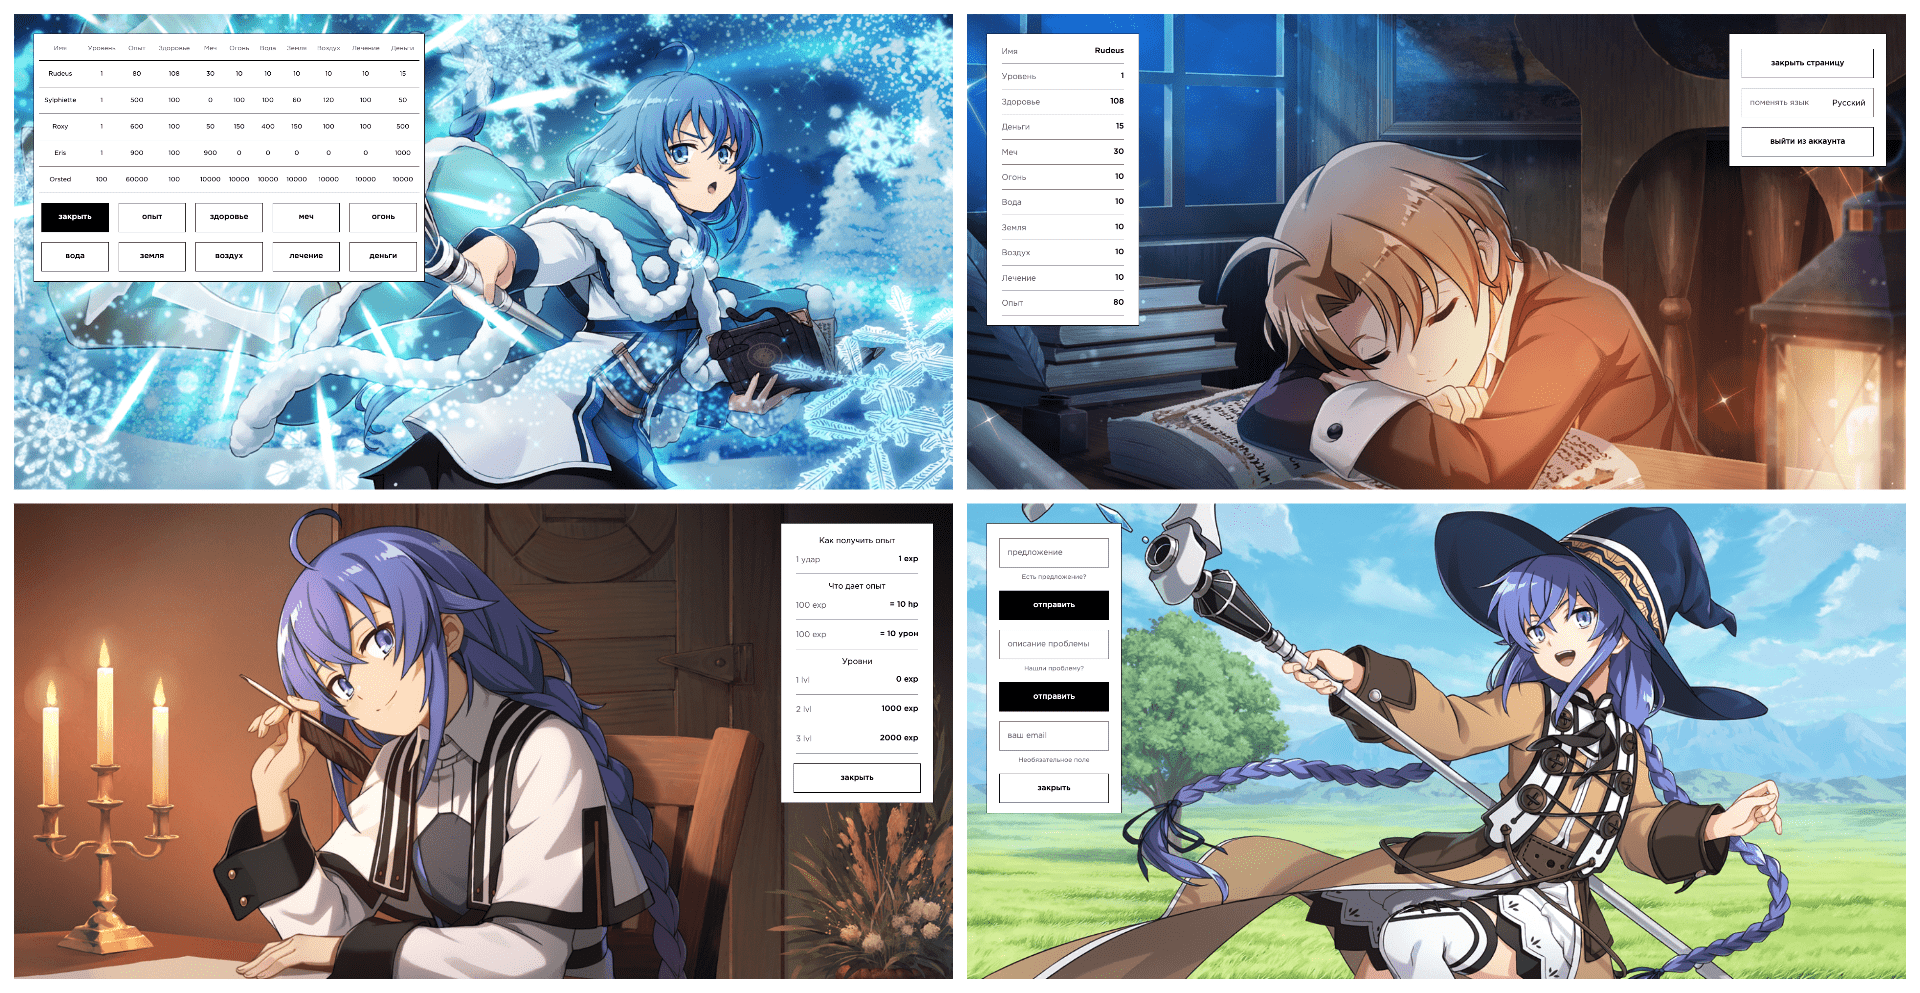 Имя Уровень Опыт Здоровье Меч Огонь Вода Земля Воздух Лечение Деньги
Rudeus 1 80 108 30 10 10 10 10 10 15
Sylphiette 1 500 100 0 100 100 60 120 100 50
Roxy 1 600 100 50 150 400 150 100 100 500
Eris 1 900 100 900 0 0 0 0 0 1000
Orsted 100 60000 100 10000 10000 10000 10000 10000 10000 10000
закрыть опыт здоровье меч огонь
вода земля воздух лечение деньги
Имя Rudeus
Уровень 1
Здоровье 108
Деньги 15
Меч 30
Огонь 10
Вода 10
Земля 10
Воздух 10
Лечение 10
Опыт 80
закрыть страницу
поменять язык Русский
выйти из аккаунта
Как получить опыт
1 удар 1 exp
Что дает опыт
100 exp = 10 hp
100 exp = 10 урон
Уровни
1 lvl 0 exp
2 lvl 1000 exp
3 lvl 2000 exp
закрыть
предложение
Есть предложение?
отправить
описание проблемы
Нашли проблему?
отправить
ваш email
Необязательное поле
закрыть